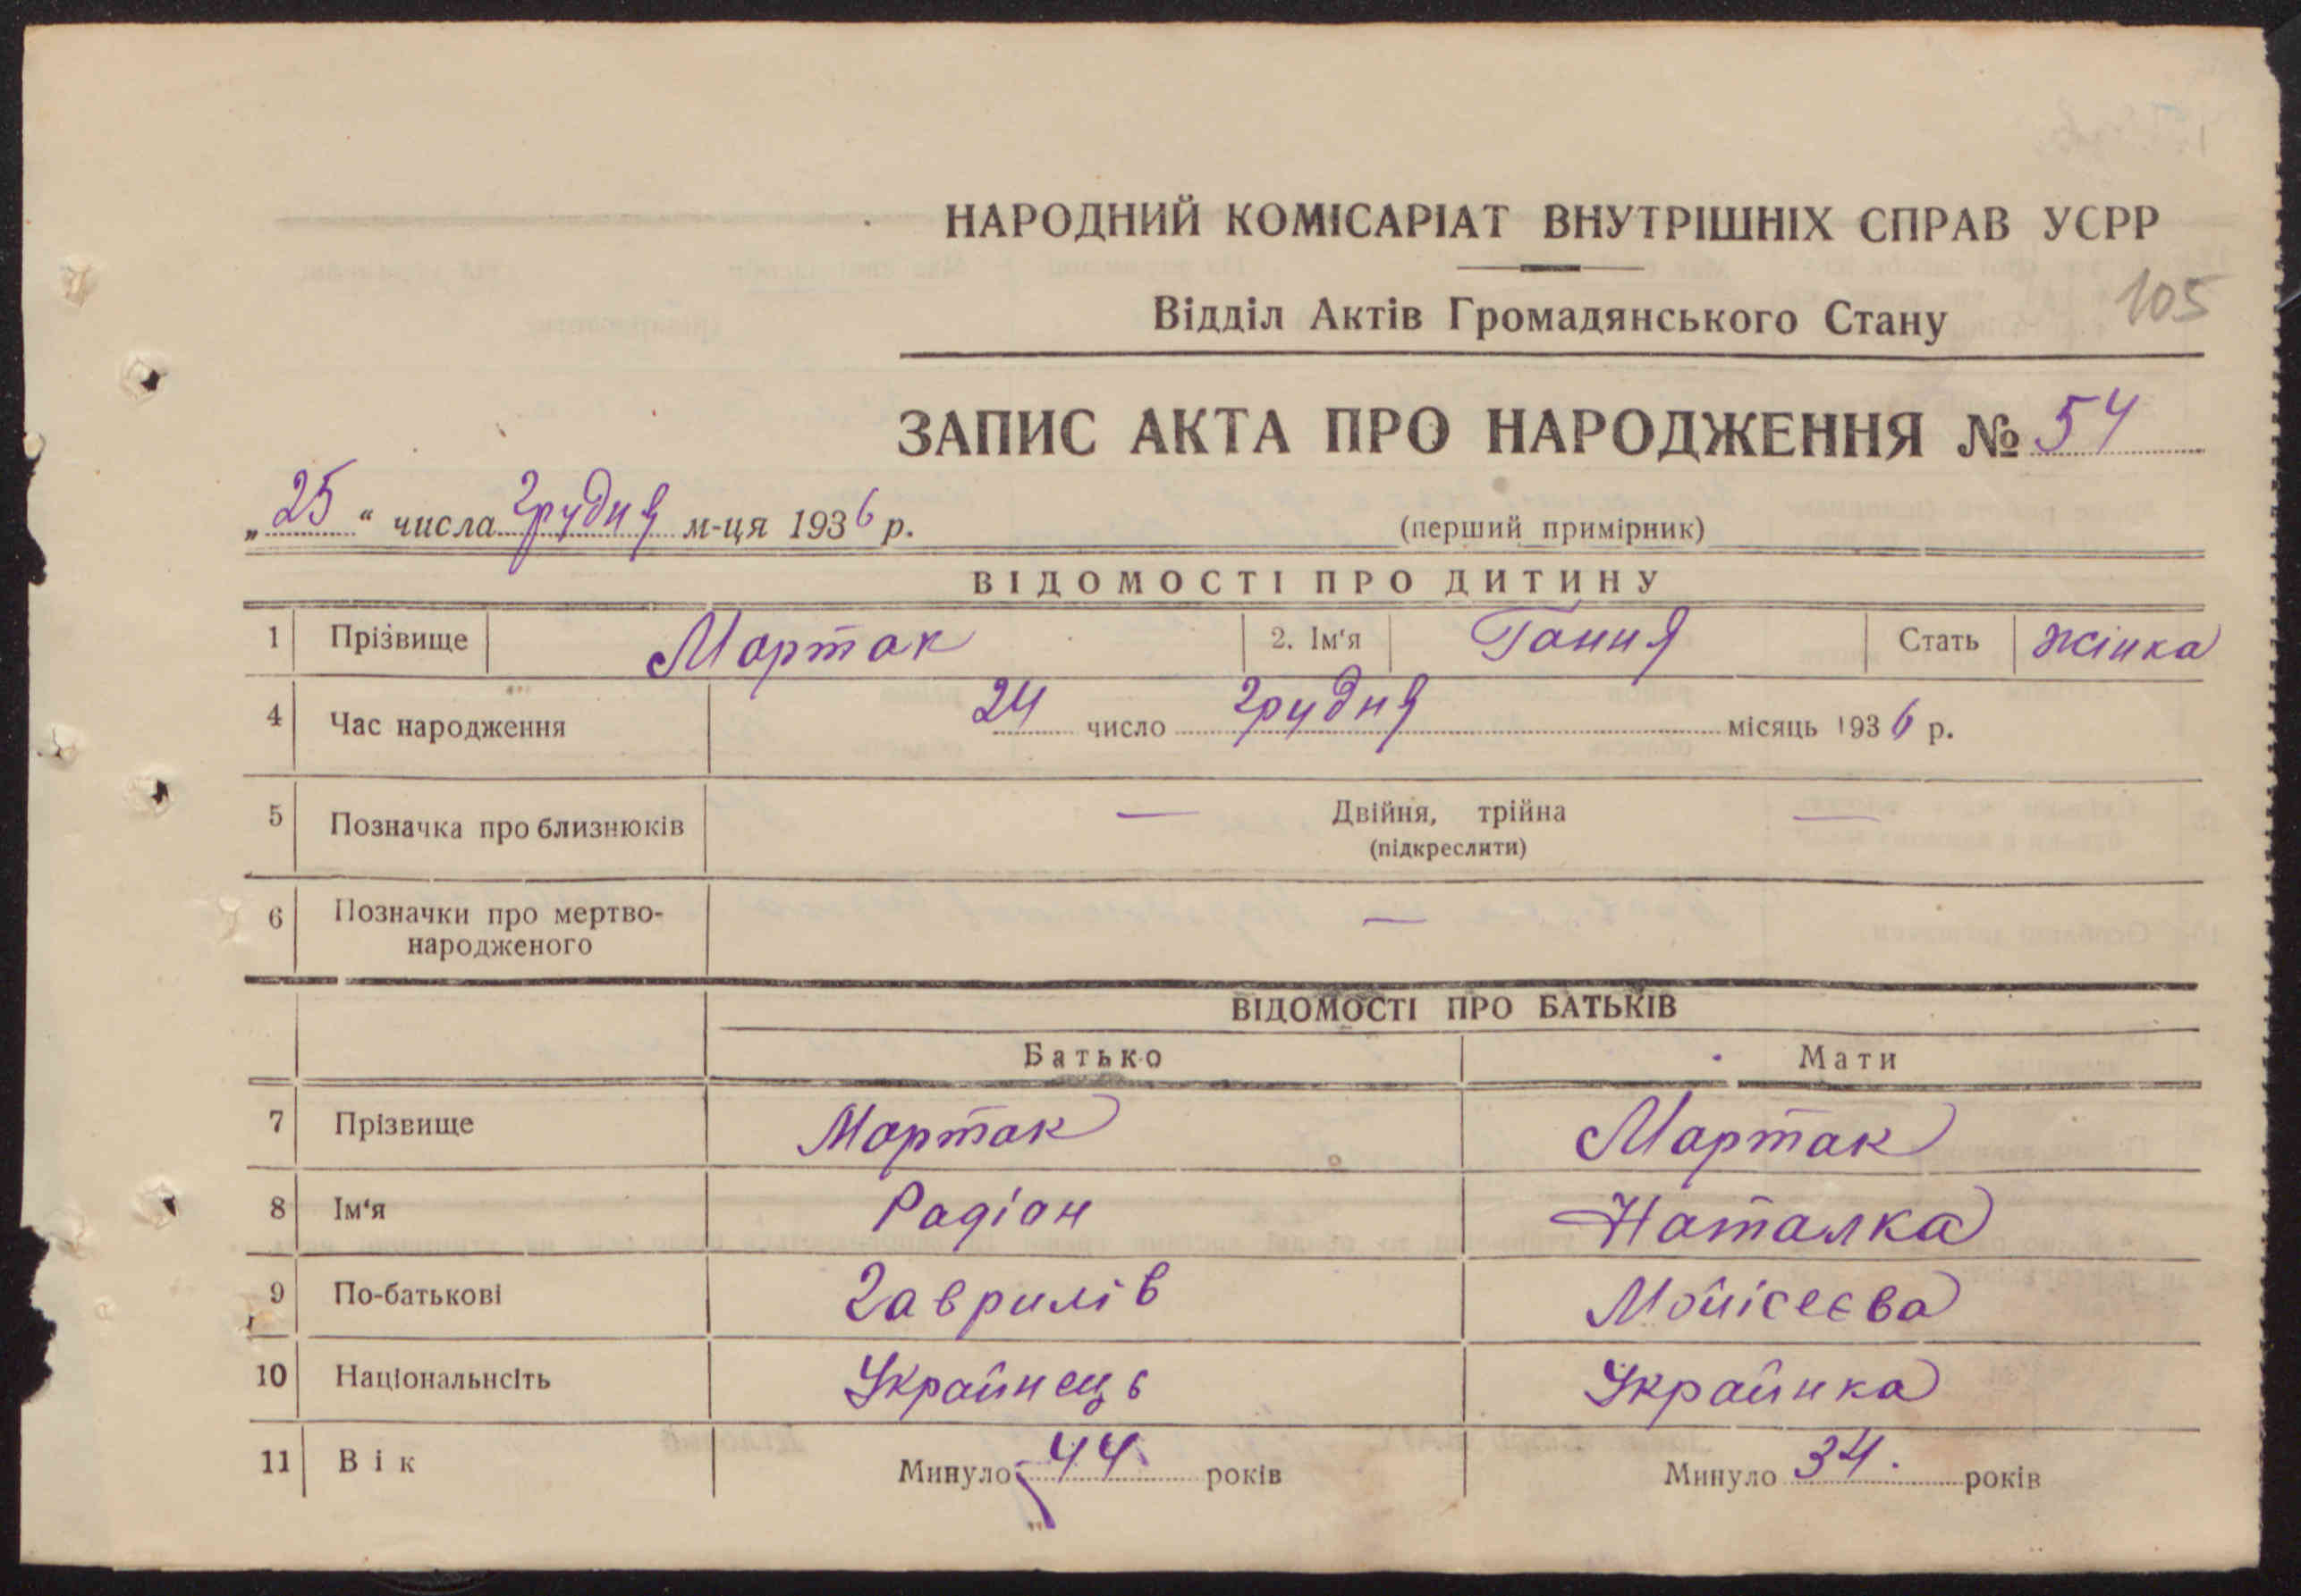 НАРОДНИЙ КОМІСАРІАТ ВНУТРІШНІХ СПРАВ УСРР
Відділ Актів Громадянського Стану
105
ЗАПИС АКТА ПРО НАРОДЖЕННЯ № 54
„25“ числа грудня м-ця 1936 р.
(перший примірник)
ВІДОМОСТІ ПРО ДИТИНУ
1 Прізвище Мартак 2. Ім'я Гання Стать Жінка
4 Час народження 24 число грудня місяць 1936 р.
5 Позначка про близнюків — Двійня, трійна —
(підкреслити)
6 Позначки про мертво-
народженого —
ВІДОМОСТІ ПРО БАТЬКІВ
Батько Мати
7 Прізвище Мартак Мартак
8 Ім'я Радіан Наталка
9 По-батькові Гаврилів Мойісеєва
10 Національнсіть Українець Українка
11 Вік Минуло 44 років Минуло 34. років